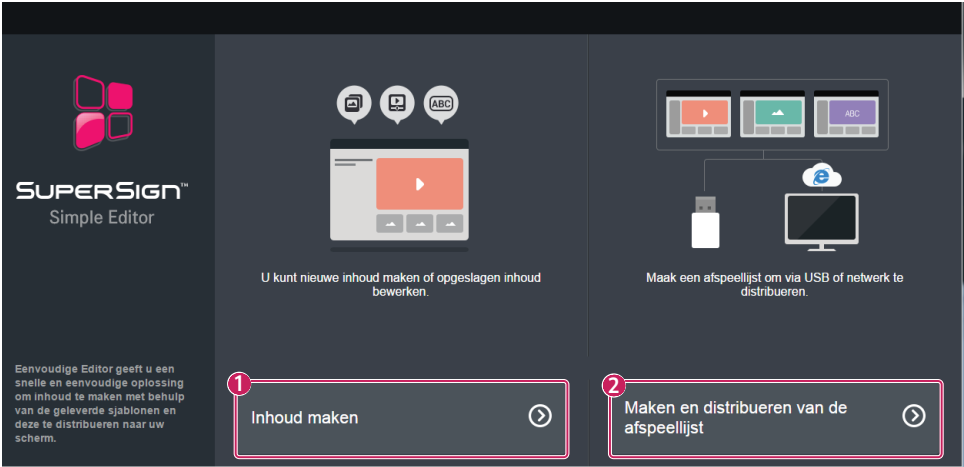 SUPERSIGN™
Simple Editor
Eenvoudige Editor geeft u een
snelle en eenvoudige oplossing
om inhoud te maken met behulp
van de geleverde sjablonen en
deze te distribueren naar uw
scherm.
ABC
U kunt nieuwe inhoud maken of opgeslagen inhoud
bewerken.
1
Inhoud maken
ABC
Maak een afspeellijst om via USB of netwerk te
distribueren.
2
Maken en distribueren van de
afspeellijst